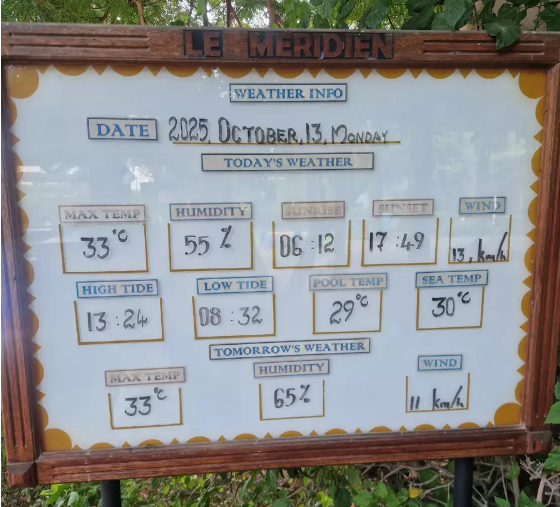 LE MERIDIEN
WEATHER INFO
DATE 2025, OCTOBER, 13, MONDAY
TODAY'S WEATHER
MAX TEMP HUMIDITY SUNRISE SUNSET WIND
33°C 55 % 06 : 12 17 : 49 13, km/h
HIGH TIDE LOW TIDE POOL TEMP SEA TEMP
13 : 24 08 : 32 29°C 30°C
TOMORROW'S WEATHER
MAX TEMP HUMIDITY WIND
33°C 65% 11 km/h